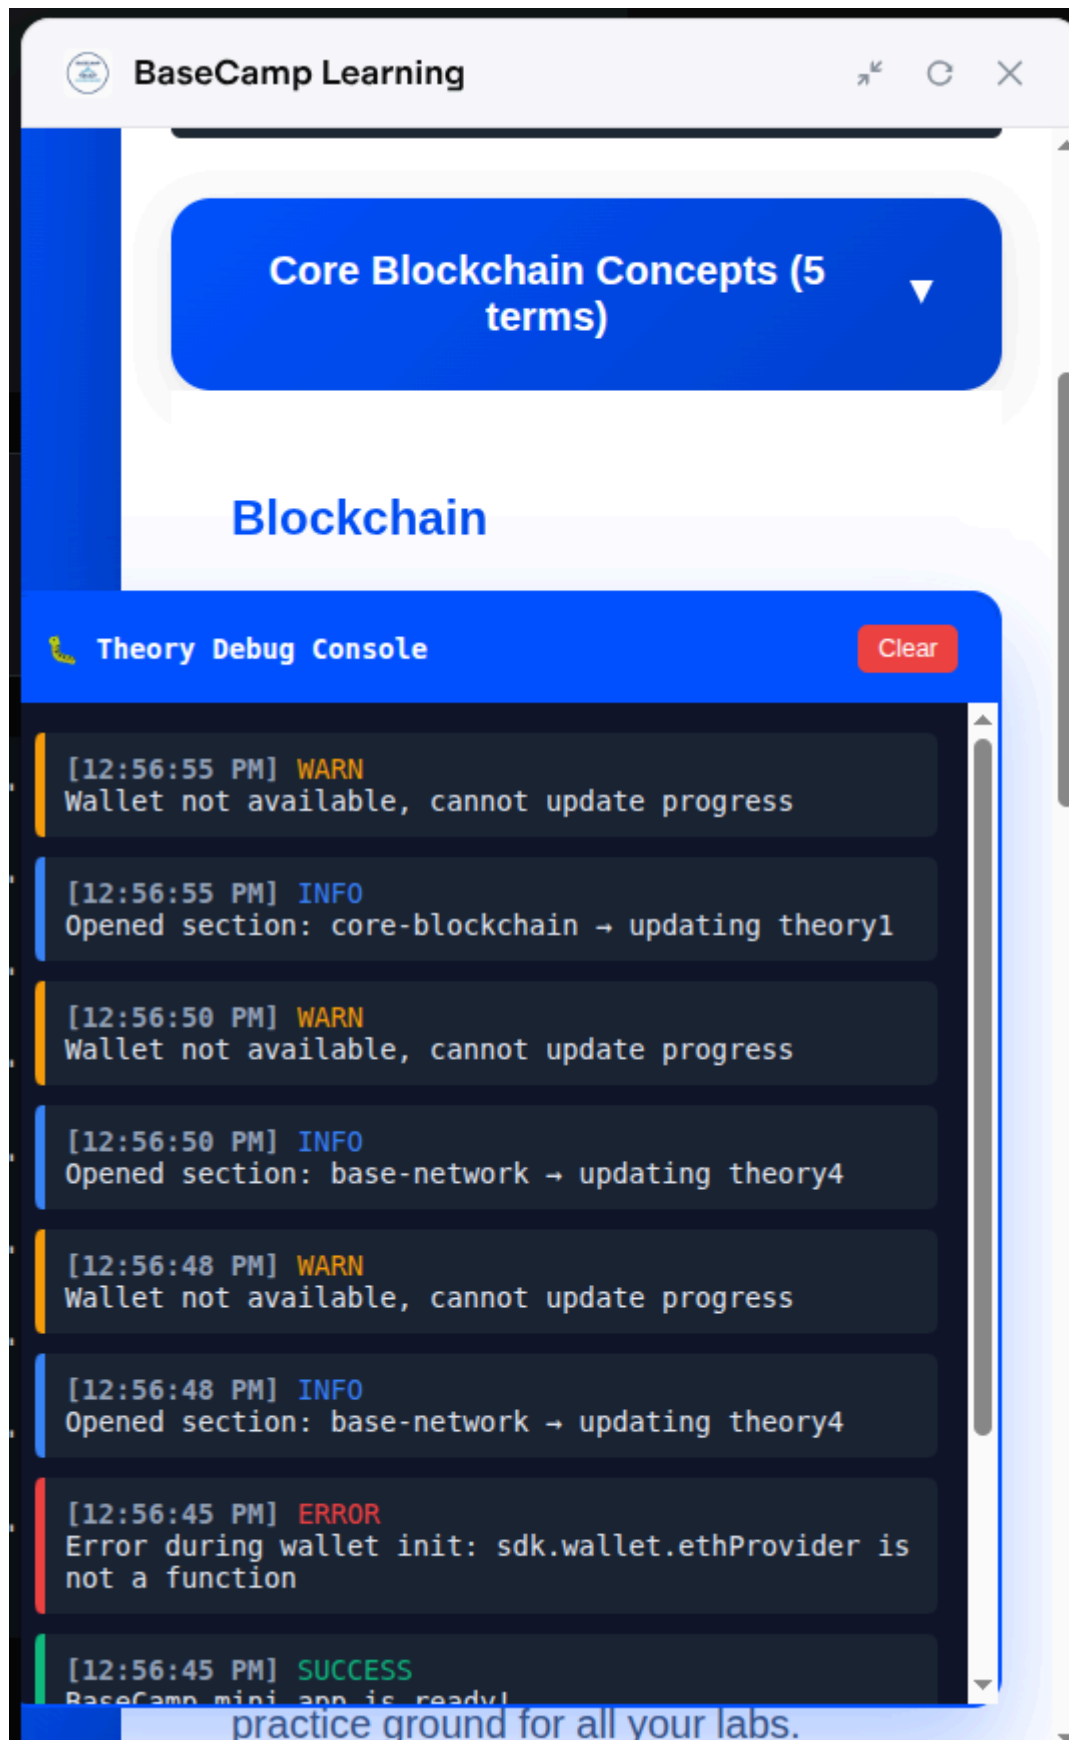 BaseCamp Learning
Core Blockchain Concepts (5
terms)
▼
Blockchain
🐛 Theory Debug Console
Clear
[12:56:55 PM] WARN
Wallet not available, cannot update progress
[12:56:55 PM] INFO
Opened section: core-blockchain → updating theory1
[12:56:50 PM] WARN
Wallet not available, cannot update progress
[12:56:50 PM] INFO
Opened section: base-network → updating theory4
[12:56:48 PM] WARN
Wallet not available, cannot update progress
[12:56:48 PM] INFO
Opened section: base-network → updating theory4
[12:56:45 PM] ERROR
Error during wallet init: sdk.wallet.ethProvider is
not a function
[12:56:45 PM] SUCCESS
BaseCamp mini app is ready!
practice ground for all your labs.